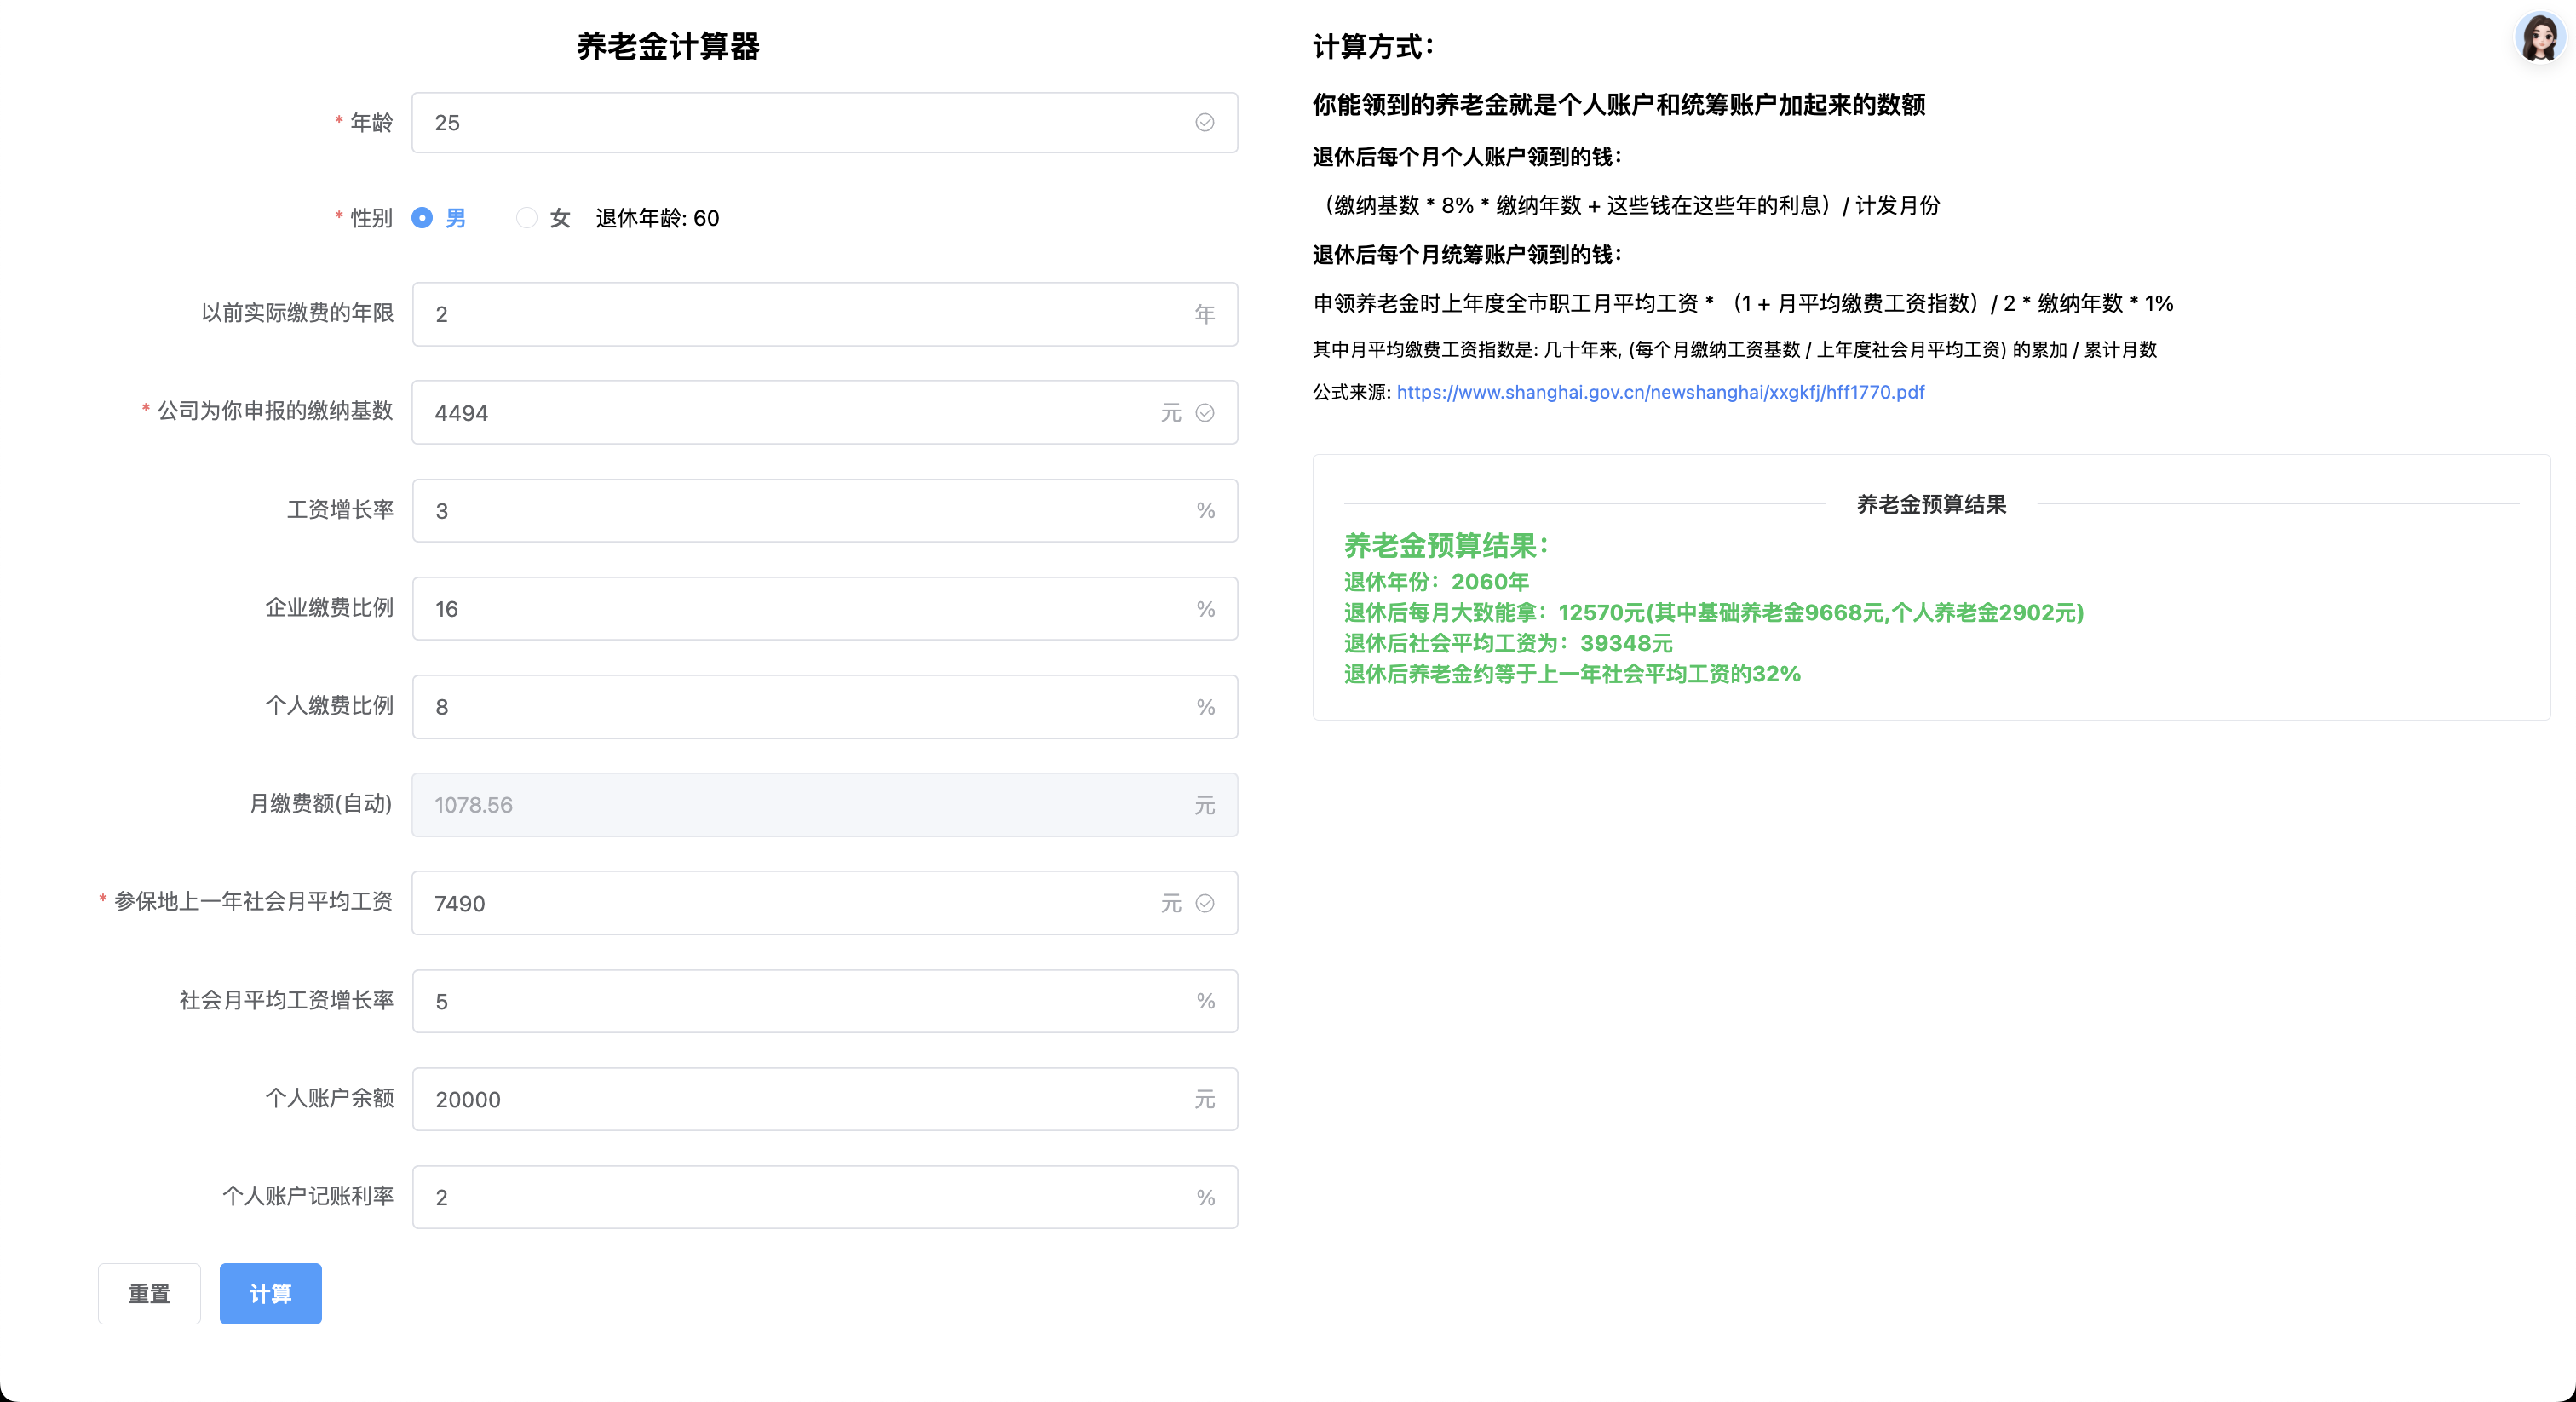 养老金计算器
* 年龄 25
* 性别 男 女 退休年龄: 60
以前实际缴费的年限 2 年
* 公司为你申报的缴纳基数 4494 元
工资增长率 3 %
企业缴费比例 16 %
个人缴费比例 8 %
月缴费额(自动) 1078.56 元
* 参保地上一年社会月平均工资 7490 元
社会月平均工资增长率 5 %
个人账户余额 20000 元
个人账户记账利率 2 %
重置 计算
计算方式：
你能领到的养老金就是个人账户和统筹账户加起来的数额
退休后每个月个人账户领到的钱：
（缴纳基数 * 8% * 缴纳年数 + 这些钱在这些年的利息）/ 计发月份
退休后每个月统筹账户领到的钱：
申领养老金时上年度全市职工月平均工资 * （1 + 月平均缴费工资指数）/ 2 * 缴纳年数 * 1%
其中月平均缴费工资指数是: 几十年来, (每个月缴纳工资基数 / 上年度社会月平均工资) 的累加 / 累计月数
公式来源: https://www.shanghai.gov.cn/newshanghai/xxgkfj/hff1770.pdf
养老金预算结果
养老金预算结果：
退休年份：2060年
退休后每月大致能拿：12570元(其中基础养老金9668元,个人养老金2902元)
退休后社会平均工资为：39348元
退休后养老金约等于上一年社会平均工资的32%